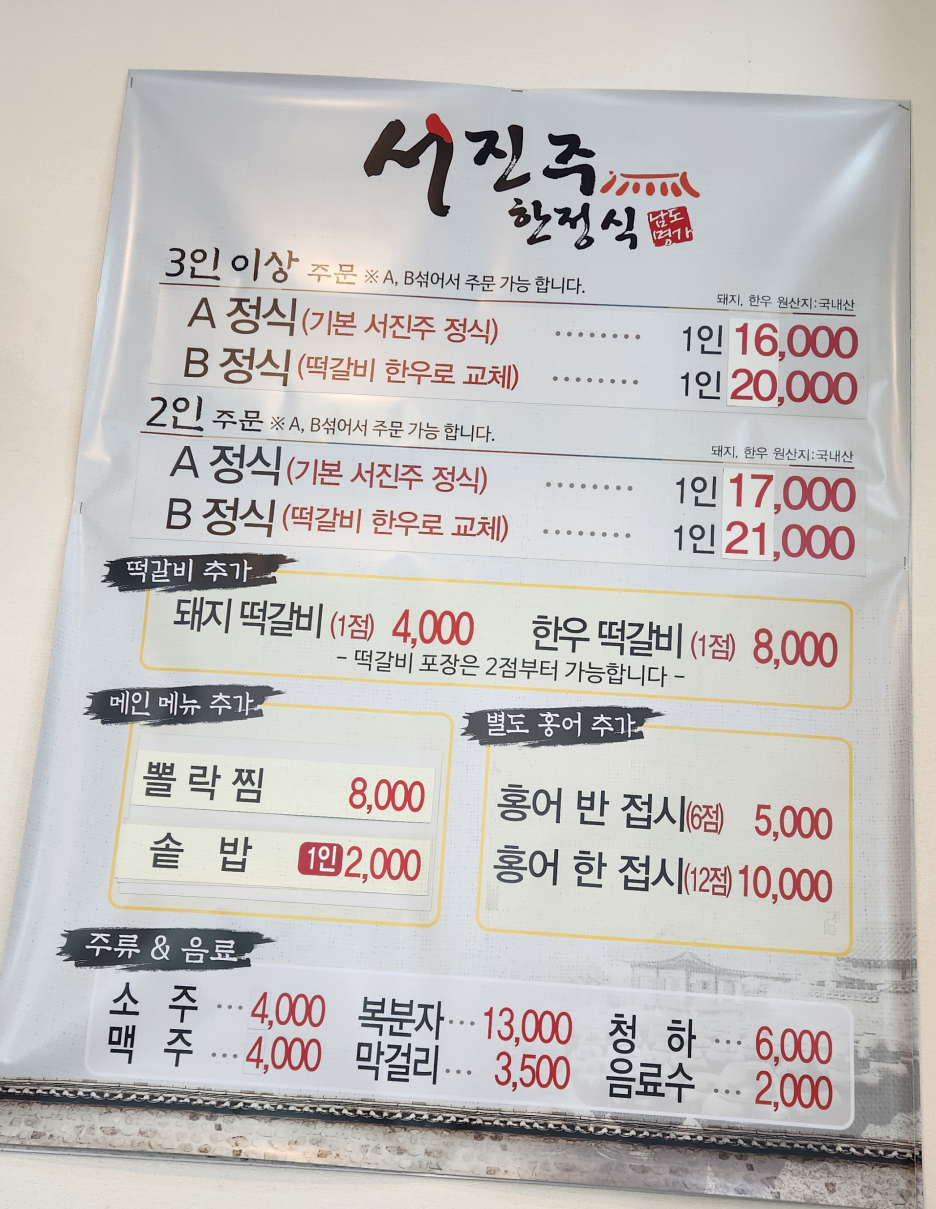 서진주
한정식 남도명가
3인 이상 주문 ※ A, B섞어서 주문 가능 합니다.
돼지, 한우 원산지:국내산
A 정식(기본 서진주 정식) ········ 1인 16,000
B 정식(떡갈비 한우로 교체) ········ 1인 20,000
2인 주문 ※ A, B섞어서 주문 가능 합니다.
돼지, 한우 원산지:국내산
A 정식(기본 서진주 정식) ········ 1인 17,000
B 정식(떡갈비 한우로 교체) ········ 1인 21,000
떡갈비 추가
돼지 떡갈비 (1점) 4,000 한우 떡갈비 (1점) 8,000
- 떡갈비 포장은 2점부터 가능합니다 -
메인 메뉴 추가
뽈락찜 8,000
솥 밥 1인 2,000
별도 홍어 추가
홍어 반 접시(6점) 5,000
홍어 한 접시(12점) 10,000
주류 & 음료
소 주 ··· 4,000 복분자 ··· 13,000 청 하 ··· 6,000
맥 주 ··· 4,000 막걸리 ··· 3,500 음료수 ··· 2,000